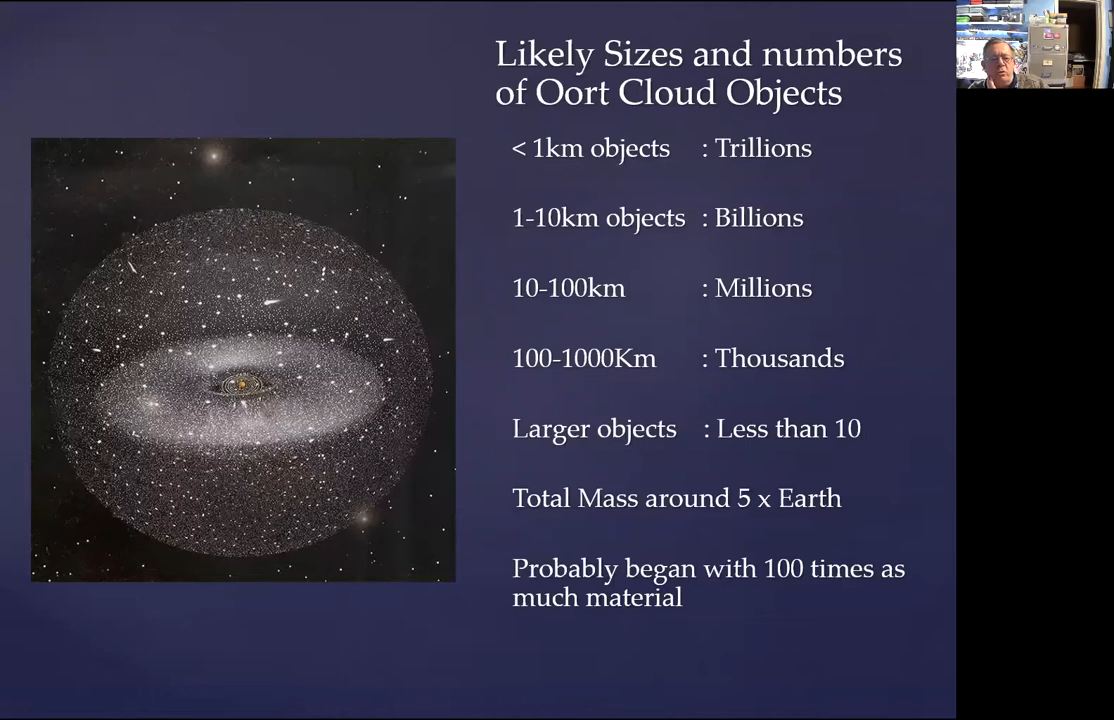 Likely Sizes and numbers
of Oort Cloud Objects
< 1km objects : Trillions
1-10km objects : Billions
10-100km : Millions
100-1000Km : Thousands
Larger objects : Less than 10
Total Mass around 5 x Earth
Probably began with 100 times as
much material